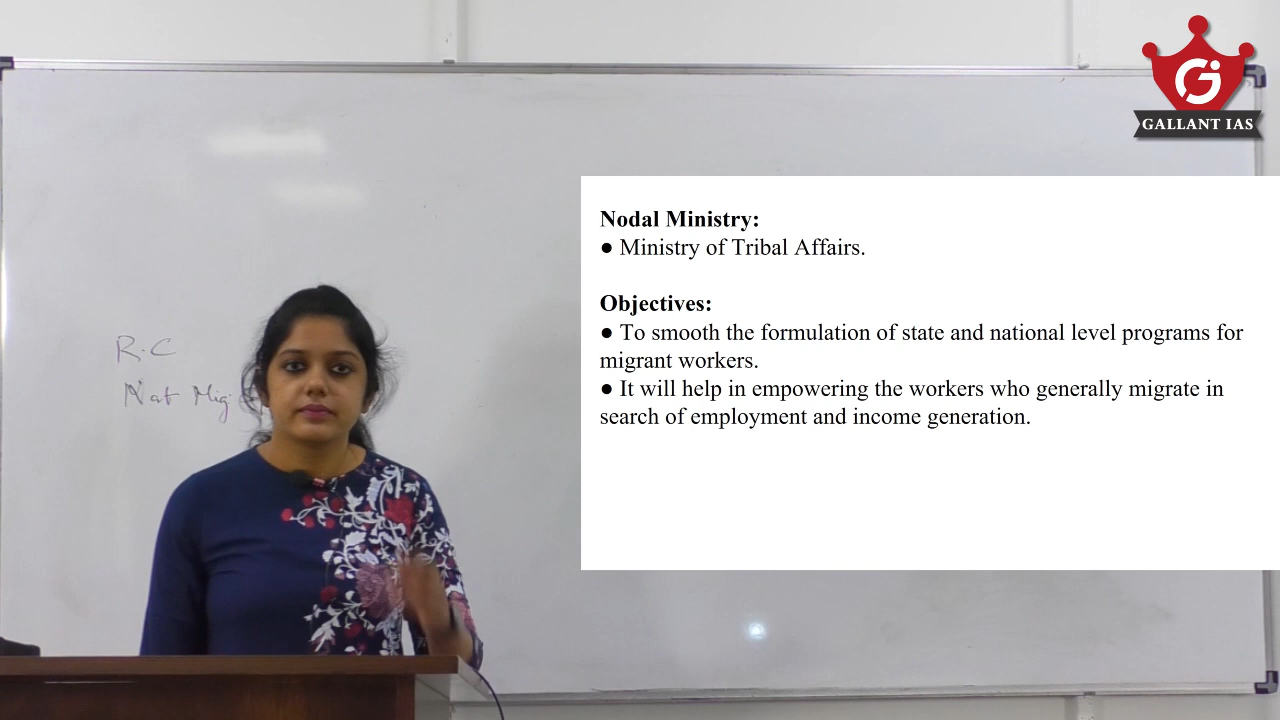 GALLANT IAS
Nodal Ministry:
● Ministry of Tribal Affairs.
Objectives:
● To smooth the formulation of state and national level programs for
migrant workers.
● It will help in empowering the workers who generally migrate in
search of employment and income generation.
R.C
Nat Mig